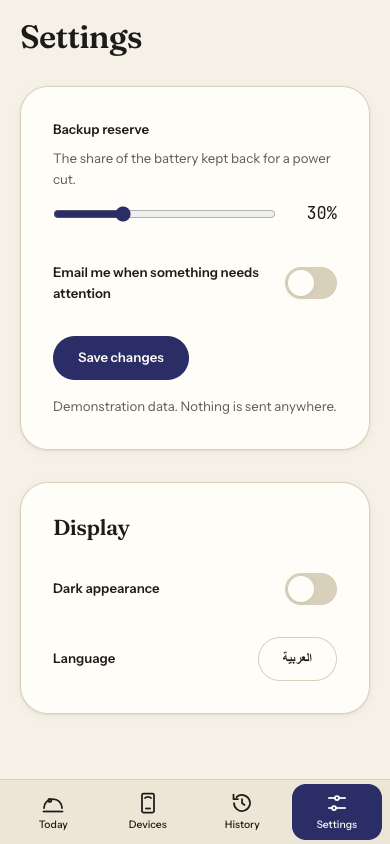 Settings
Backup reserve
The share of the battery kept back for a power
cut.
30%
Email me when something needs
attention
Save changes
Demonstration data. Nothing is sent anywhere.
Display
Dark appearance
Language
العربية
Today
Devices
History
Settings